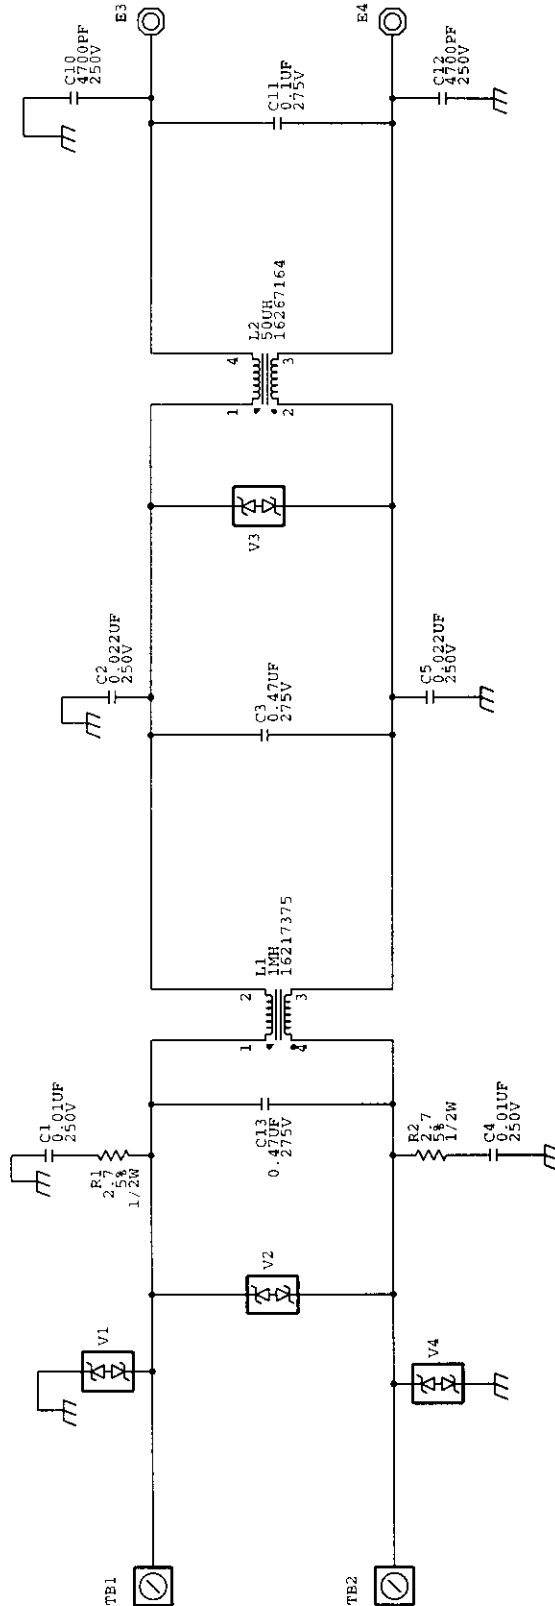 E3
C10
4700PF
250V
C11
0.1UF
275V
E4
C12
4700PF
250V
L2
50UH
16267164
4
3
1
2
V3
C2
0.022UF
250V
C3
0.47UF
275V
C5
0.022UF
250V
L1
1MH
16217375
2
3
1
4
C1
0.01UF
250V
R1
2.7
5%
1/2W
C13
0.47UF
275V
R2
2.7
5%
1/2W
C4
0.01UF
250V
V2
V1
V4
TB1
TB2